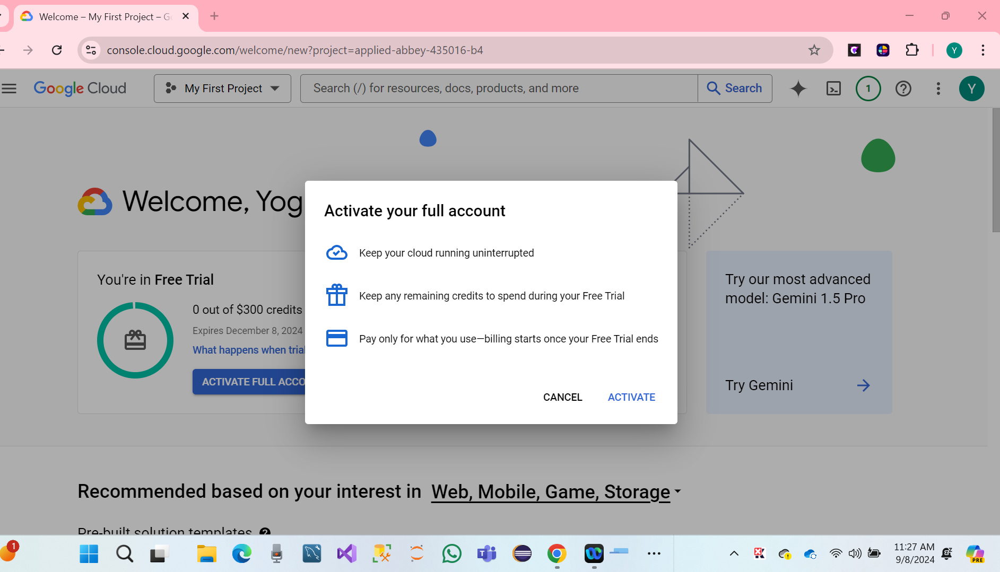 Welcome – My First Project – G
console.cloud.google.com/welcome/new?project=applied-abbey-435016-b4
Y
Google Cloud
My First Project
Search (/) for resources, docs, products, and more
Search
1
Y
Welcome, Yog
Activate your full account
Keep your cloud running uninterrupted
Keep any remaining credits to spend during your Free Trial
Pay only for what you use—billing starts once your Free Trial ends
CANCEL
ACTIVATE
You're in Free Trial
0 out of $300 credits
Expires December 8, 2024
What happens when trial
ACTIVATE FULL ACCO
Try our most advanced
model: Gemini 1.5 Pro
Try Gemini
Recommended based on your interest in Web, Mobile, Game, Storage
Pre-built solution templates
1
11:27 AM
9/8/2024
PRE